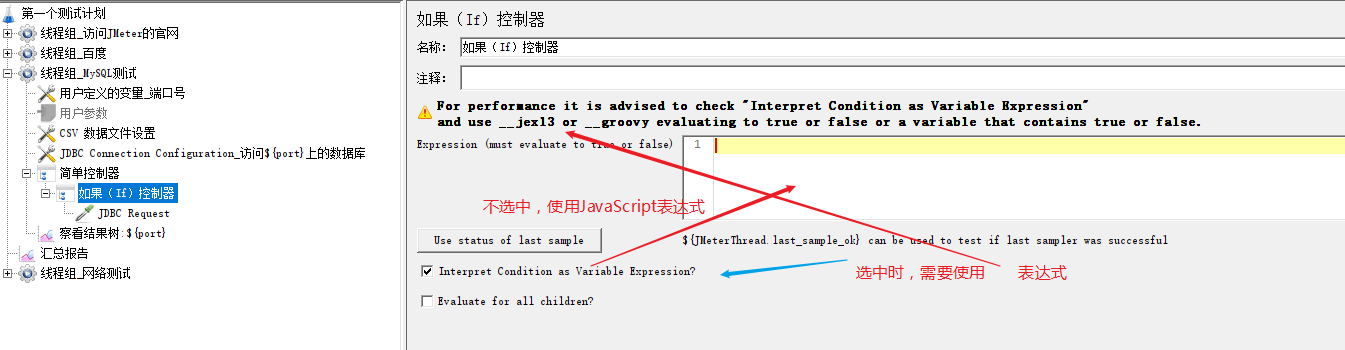 第一个测试计划
线程组_访问JMeter的官网
线程组_百度
线程组_MySQL测试
用户定义的变量_端口号
用户参数
CSV 数据文件设置
JDBC Connection Configuration_访问${port}上的数据库
简单控制器
如果（If）控制器
JDBC Request
察看结果树:${port}
汇总报告
线程组_网络测试
如果（If）控制器
名称： 如果（If）控制器
注释：
For performance it is advised to check "Interpret Condition as Variable Expression"
and use __jexl3 or __groovy evaluating to true or false or a variable that contains true or false.
Expression (must evaluate to true or false) 1
不选中，使用JavaScript表达式
Use status of last sample ${JMeterThread.last_sample_ok} can be used to test if last sampler was successful
Interpret Condition as Variable Expression? 选中时，需要使用 表达式
Evaluate for all children?